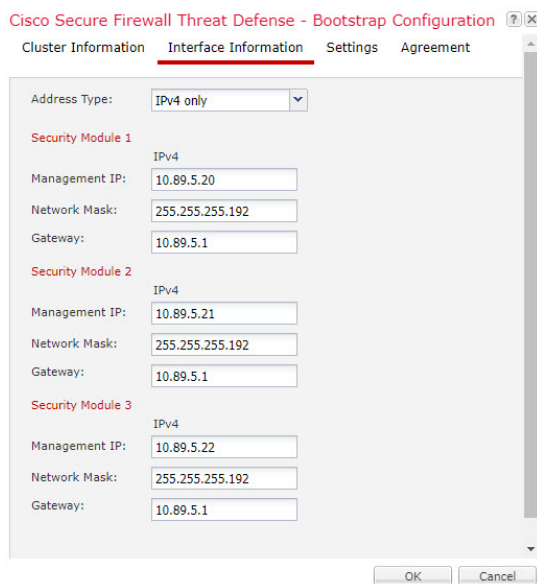 Cisco Secure Firewall Threat Defense - Bootstrap Configuration ? X
Cluster Information Interface Information Settings Agreement
Address Type: IPv4 only
Security Module 1
IPv4
Management IP: 10.89.5.20
Network Mask: 255.255.255.192
Gateway: 10.89.5.1
Security Module 2
IPv4
Management IP: 10.89.5.21
Network Mask: 255.255.255.192
Gateway: 10.89.5.1
Security Module 3
IPv4
Management IP: 10.89.5.22
Network Mask: 255.255.255.192
Gateway: 10.89.5.1
OK Cancel